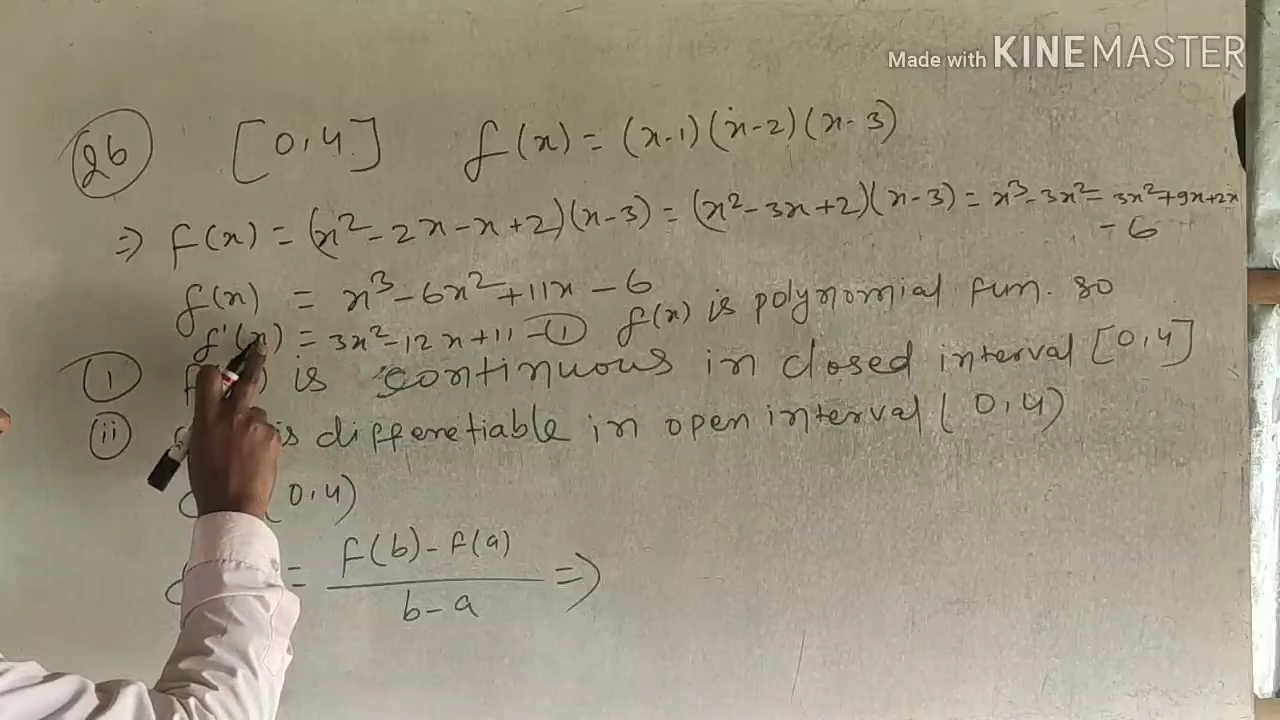 Made with KINEMASTER
26 [0,4] f(x) = (x-1)(x-2)(x-3)
⇒ f(x) = (x²-2x-x+2)(x-3) = (x²-3x+2)(x-3) = x³-3x²-3x²+9x+2x
-6
f(x) = x³-6x²+11x-6
f(x) is polynomial fun. so
f'(x) = 3x²-12x+11 -①
① is continuous in closed interval [0,4]
ii is differetiable in open interval (0,4)
(0,4)
= f(b)-f(a) / b-a ⇒